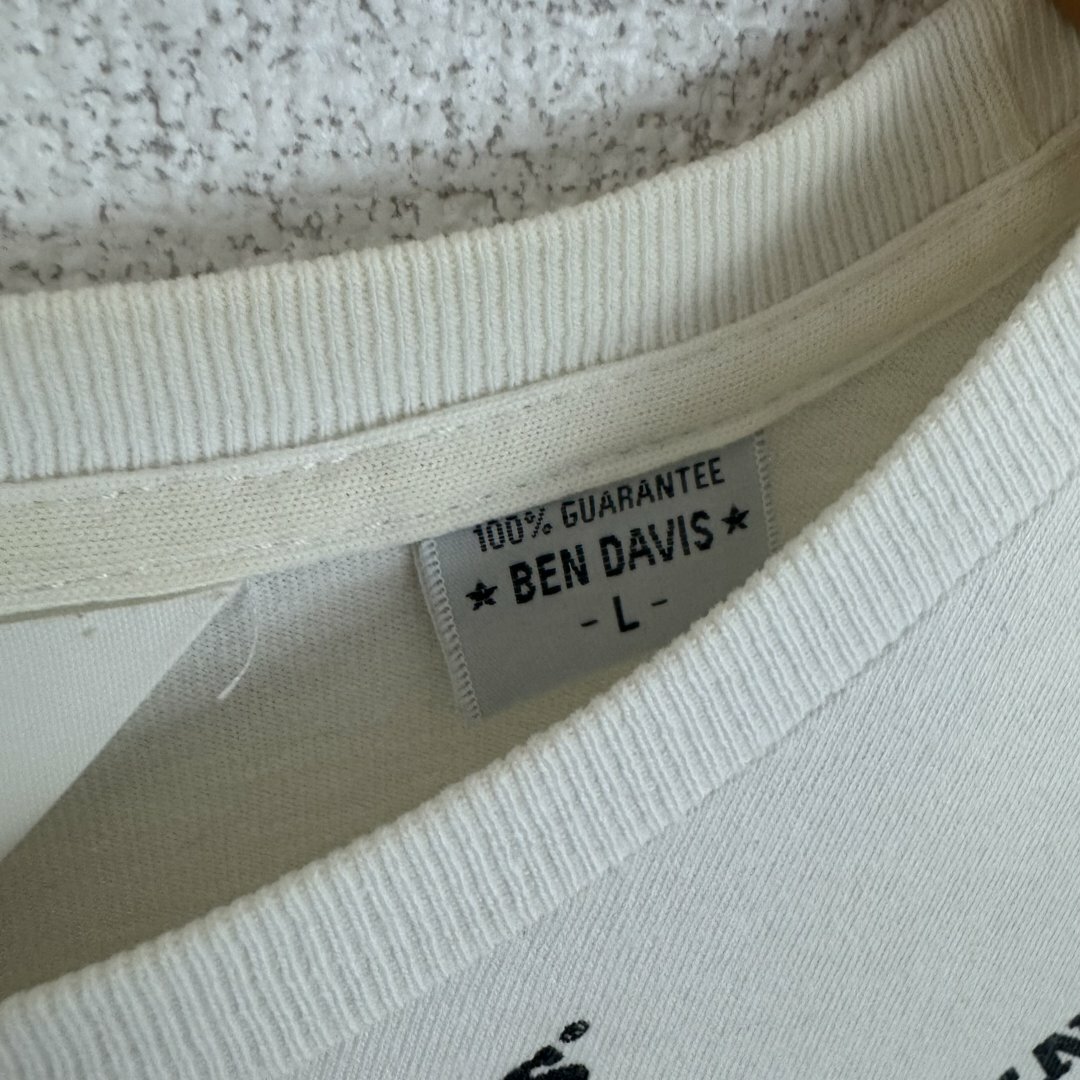 100% GUARANTEE
★ BEN DAVIS ★
- L -